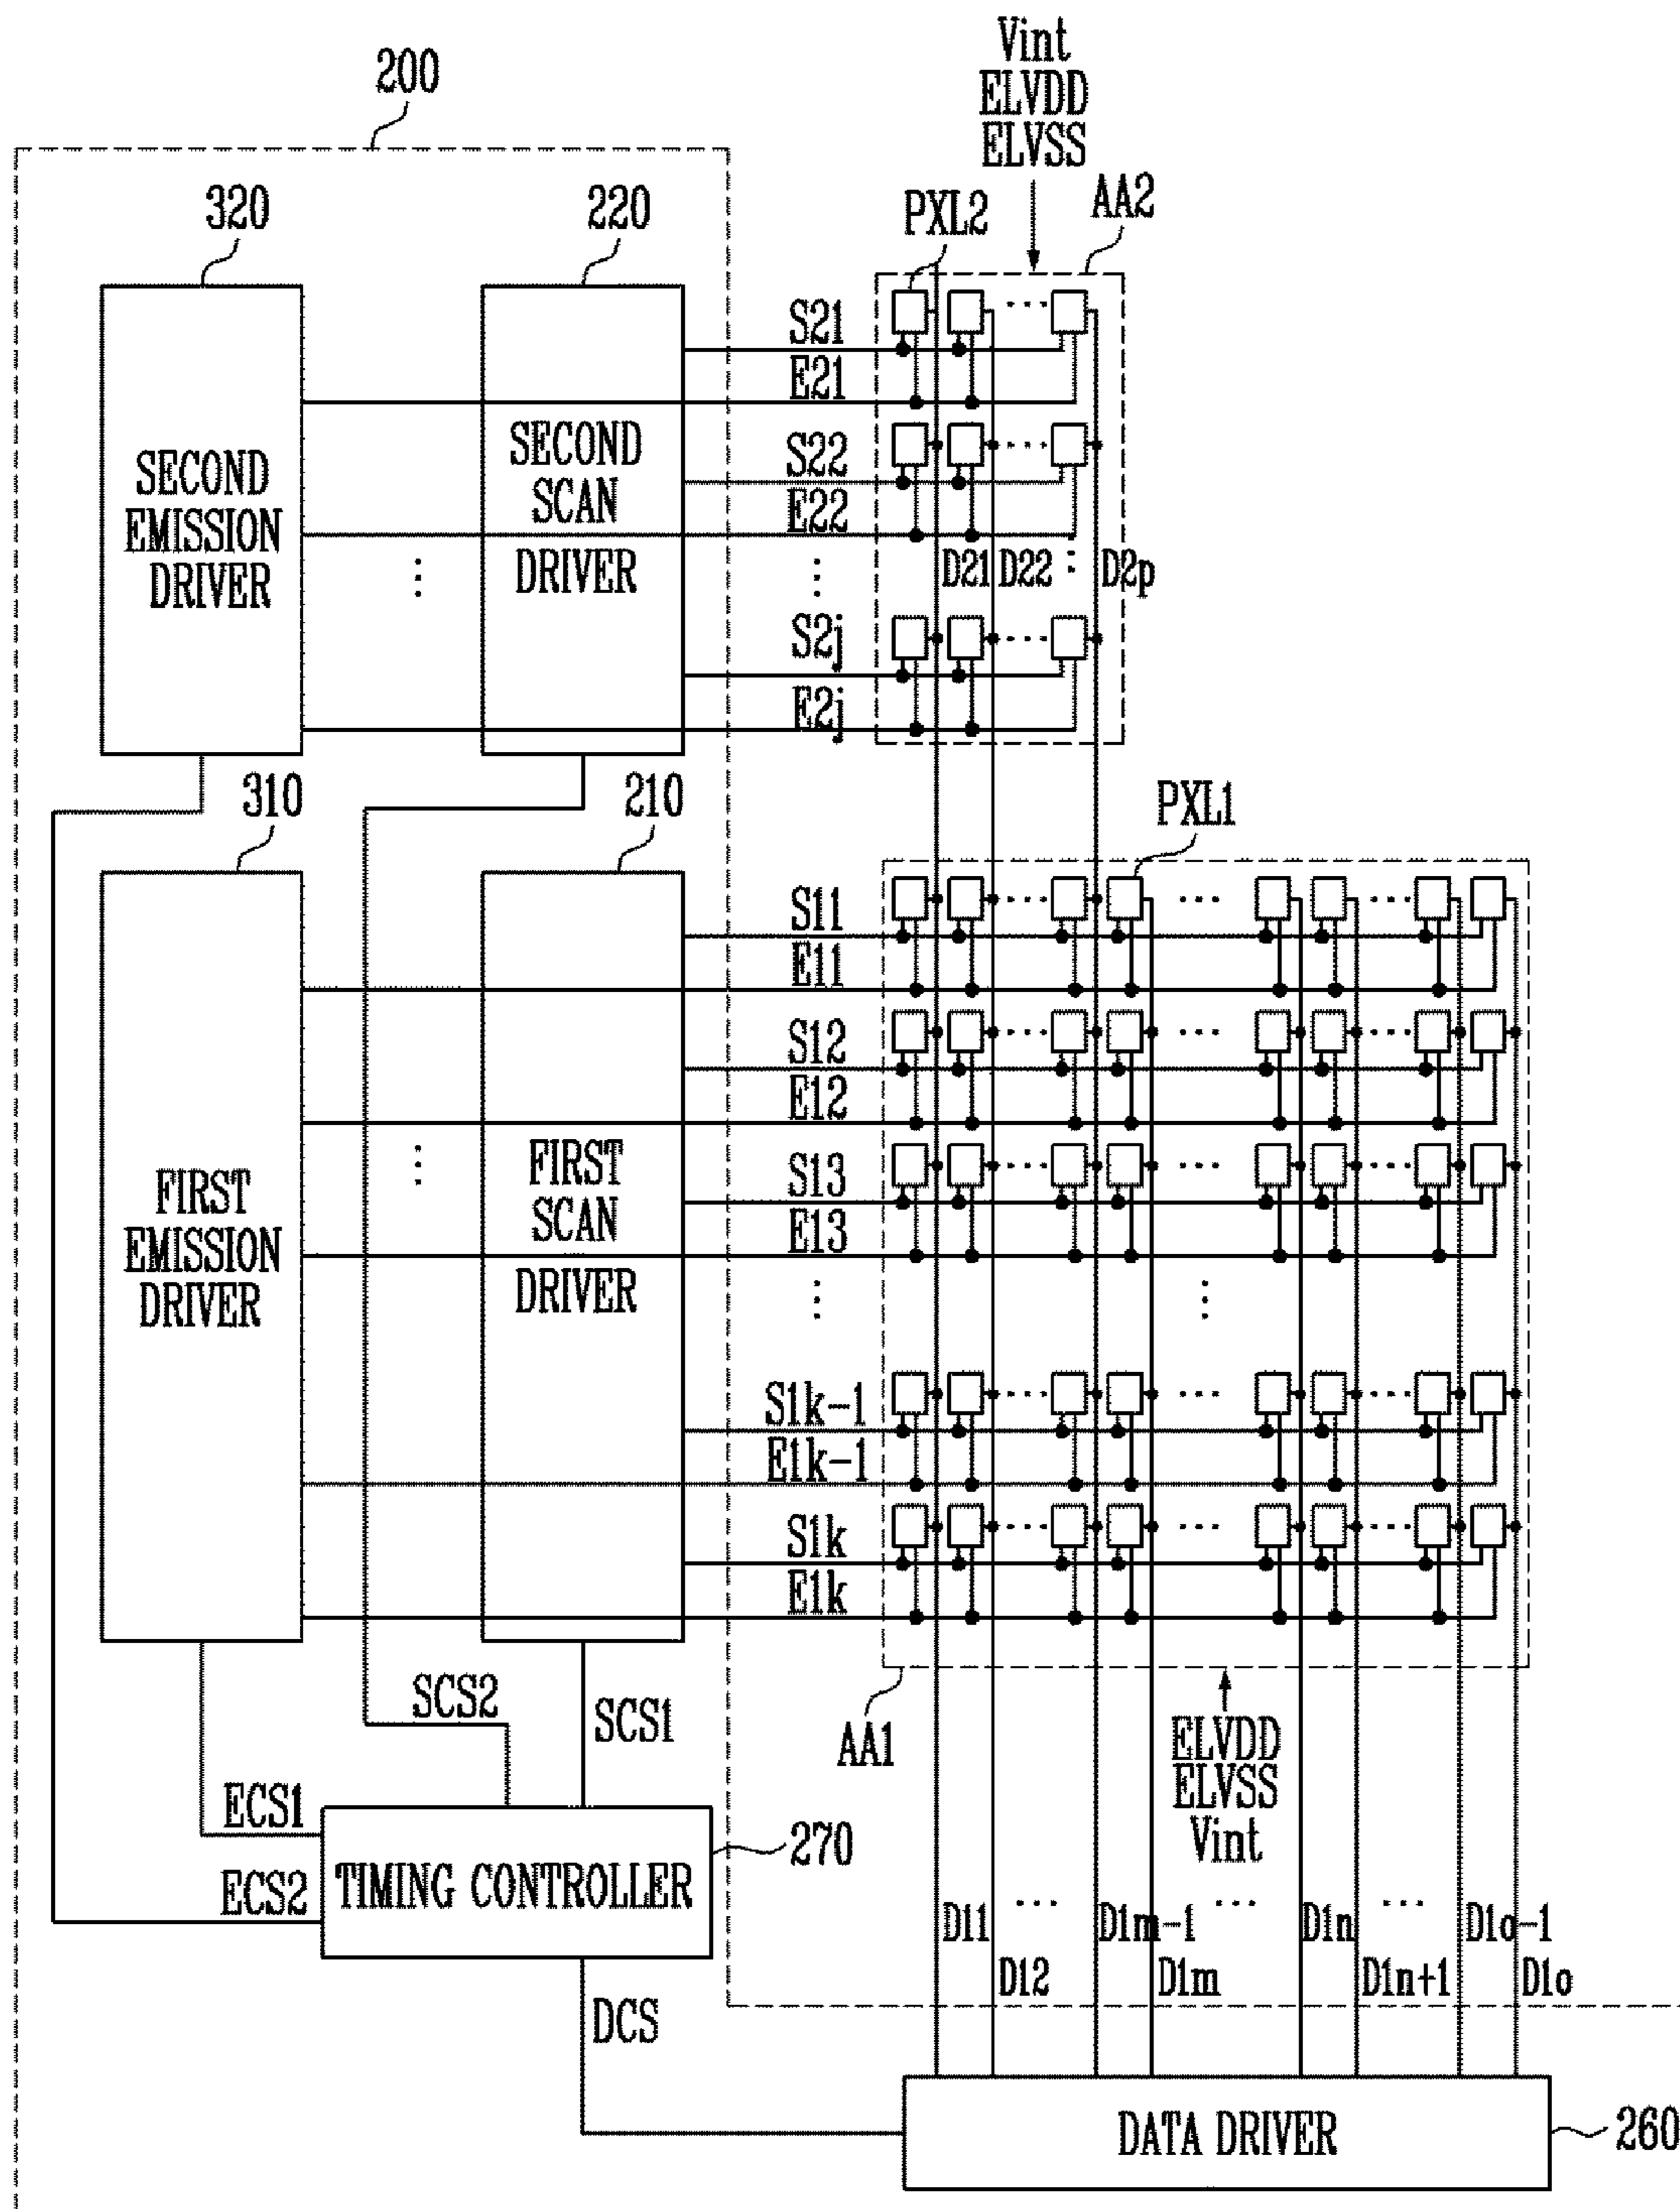 200
Vint
ELVDD
ELVSS
320
220
PXL2
AA2
SECOND
EMISSION
DRIVER
SECOND
SCAN
DRIVER
S21
E21
S22
E22
S2j
E2j
D21
D22
D2p
310
210
PXL1
FIRST
EMISSION
DRIVER
FIRST
SCAN
DRIVER
S11
E11
S12
E12
S13
E13
S1k-1
E1k-1
S1k
E1k
SCS2
SCS1
AA1
ELVDD
ELVSS
Vint
ECS1
ECS2
TIMING CONTROLLER
270
D11
D12
D1m-1
D1m
D1n
D1n+1
D1o-1
D1o
DCS
DATA DRIVER
260